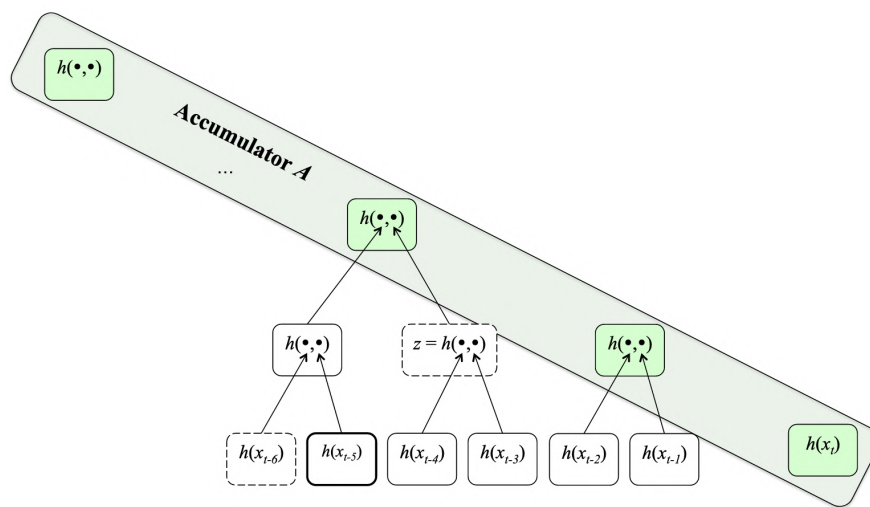 h(•,•)
Accumulator A
...
h(•,•)
h(•,•)
z = h(•,•)
h(•,•)
h(xₜ₋₆)
h(xₜ₋₅)
h(xₜ₋₄)
h(xₜ₋₃)
h(xₜ₋₂)
h(xₜ₋₁)
h(xₜ)